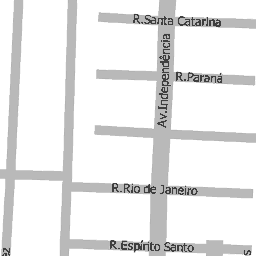 R.Santa Catarina
Av.Independência
R.Paraná
R.Rio de Janeiro
R.Espírito Santo